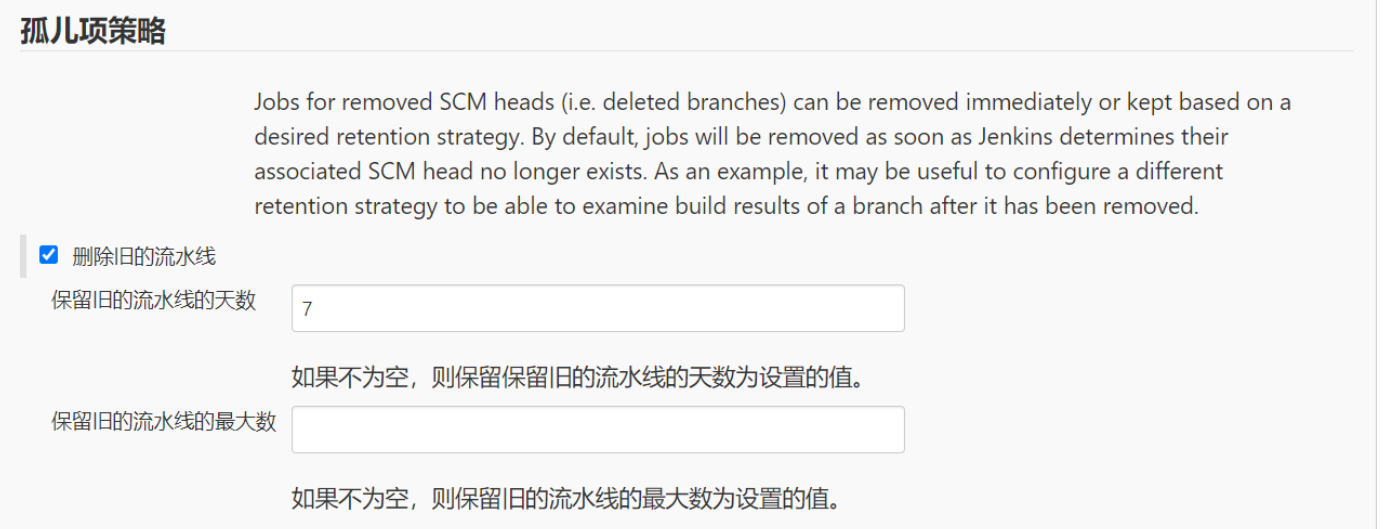 孤儿项策略
Jobs for removed SCM heads (i.e. deleted branches) can be removed immediately or kept based on a
desired retention strategy. By default, jobs will be removed as soon as Jenkins determines their
associated SCM head no longer exists. As an example, it may be useful to configure a different
retention strategy to be able to examine build results of a branch after it has been removed.
删除旧的流水线
保留旧的流水线的天数 7
如果不为空，则保留保留旧的流水线的天数为设置的值。
保留旧的流水线的最大数
如果不为空，则保留旧的流水线的最大数为设置的值。